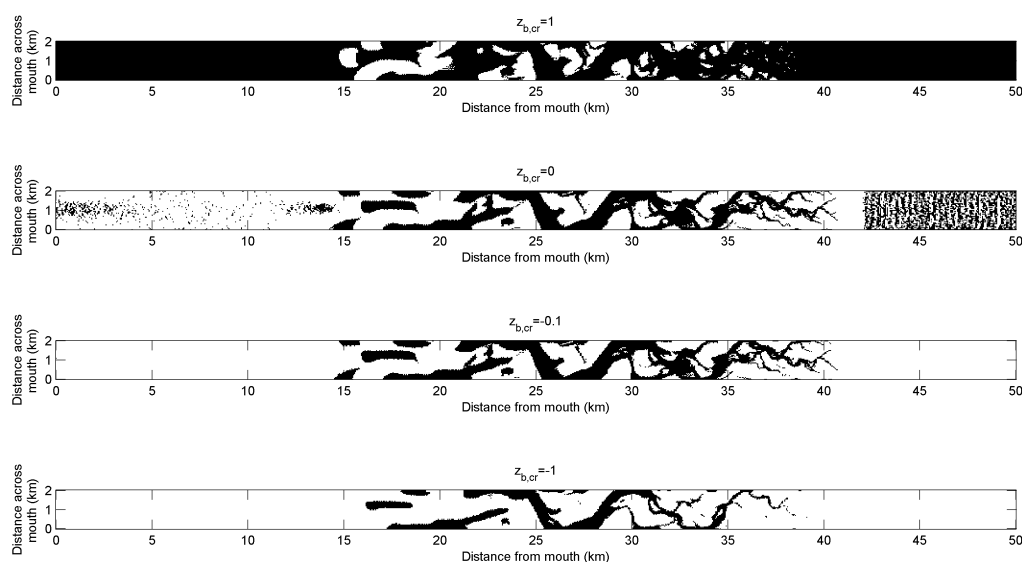 z_b,cr=1
Distance across
mouth (km)
2
1
0
0 5 10 15 20 25 30 35 40 45 50
Distance from mouth (km)
z_b,cr=0
Distance across
mouth (km)
2
1
0
0 5 10 15 20 25 30 35 40 45 50
Distance from mouth (km)
z_b,cr=-0.1
Distance across
mouth (km)
2
1
0
0 5 10 15 20 25 30 35 40 45 50
Distance from mouth (km)
z_b,cr=-1
Distance across
mouth (km)
2
1
0
0 5 10 15 20 25 30 35 40 45 50
Distance from mouth (km)